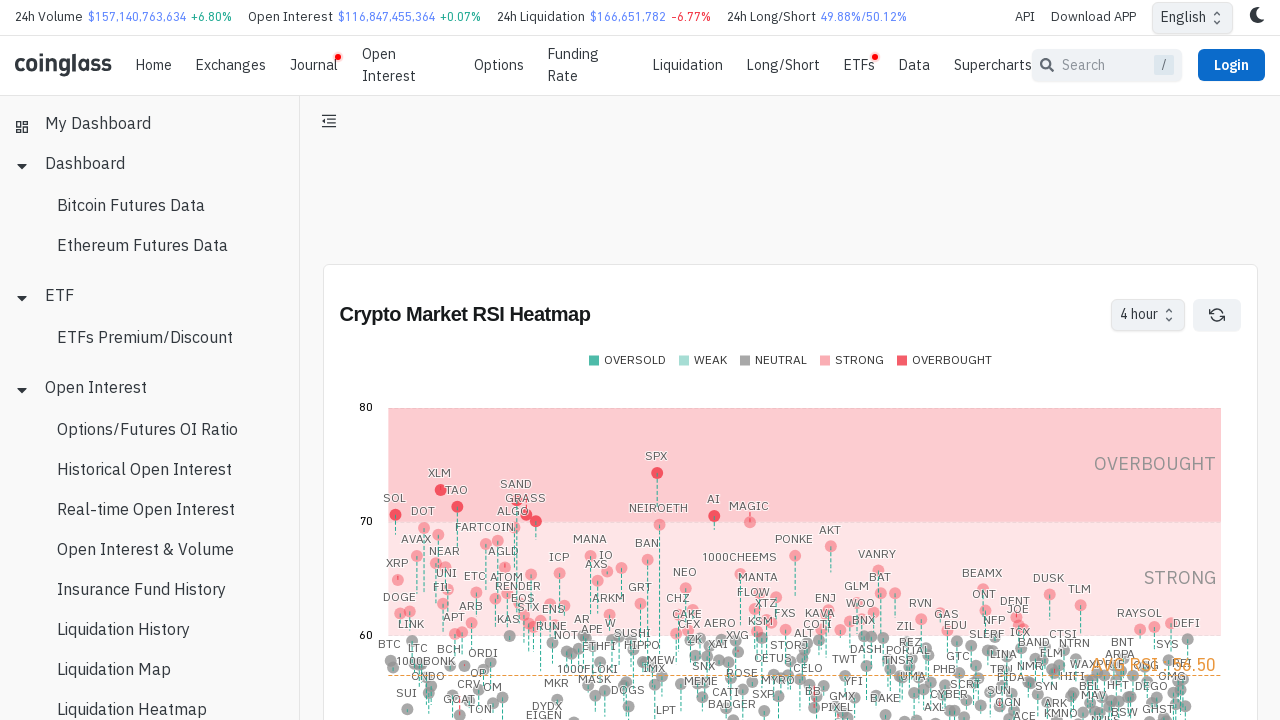 24h Volume $157,140,763,634 +6.80% Open Interest $116,847,455,364 +0.07% 24h Liquidation $166,651,782 -6.77% 24h Long/Short 49.88%/50.12% API Download APP English
coinglass Home Exchanges Journal Open Interest Options Funding Rate Liquidation Long/Short ETFs Data Supercharts Search / Login
My Dashboard
Dashboard
Bitcoin Futures Data
Ethereum Futures Data
ETF
ETFs Premium/Discount
Open Interest
Options/Futures OI Ratio
Historical Open Interest
Real-time Open Interest
Open Interest & Volume
Insurance Fund History
Liquidation History
Liquidation Map
Liquidation Heatmap
Crypto Market RSI Heatmap
4 hour
OVERSOLD WEAK NEUTRAL STRONG OVERBOUGHT
80
OVERBOUGHT
SPX
XLM
TAO
SAND
SOL
GRASS
AI
MAGIC
NEIROETH
DOT
ALGO
70
FARTCOIN
AKT
AVAX
MANA
PONKE
BAN
NEAR
AGLD
ICP
IO
1000CHEEMS
VANRY
XRP
AXS
UNI
ETC
ATOM
NEO
MANTA
BAT
BEAMX
DUSK
STRONG
FIL
RENDER
GRT
FLOW
GLM
ONT
TLM
DOGE
ARB
EOS
ARKM
CHZ
XTZ
ENJ
WOO
RVN
DENT
LINK
APT
KAS
STX
ENS
CAKE
FXS
KAVA
GAS
JOE
RAYSOL
RUNE
W
CFX
AERO
KSM
COTI
BNX
ZIL
EDU
NFP
ICX
DEFI
60
NOT
APE
AR
SUSHI
ZK
XVG
ALT
SLERF
CTSI
BTC
LTC
BCH
ETHFI
HIPPO
XAI
STORJ
DASH
REZ
BAND
NTRN
BNT
SYS
1000BONK
ORDI
MEW
CETUS
TWT
GTC
LINA
FLM
ARPA
ONDO
OP
1000FLOKI
1MX
SNX
CELO
PHB
TRU
NMR
CRV
MKR
MASK
MEME
ROSE
MYRO
YFI
UMA
SCRT
FIDA
HIFI
OMG
SUI
GOAT
DOGS
CATI
SXP
BB
GMX
BAKE
CYBER
SUN
SYN
DEGO
TON
DYDX
LPT
BADGER
PIXEL
AXL
OGN
ARK
GHST
EIGEN
ACE
KMNO
BSW